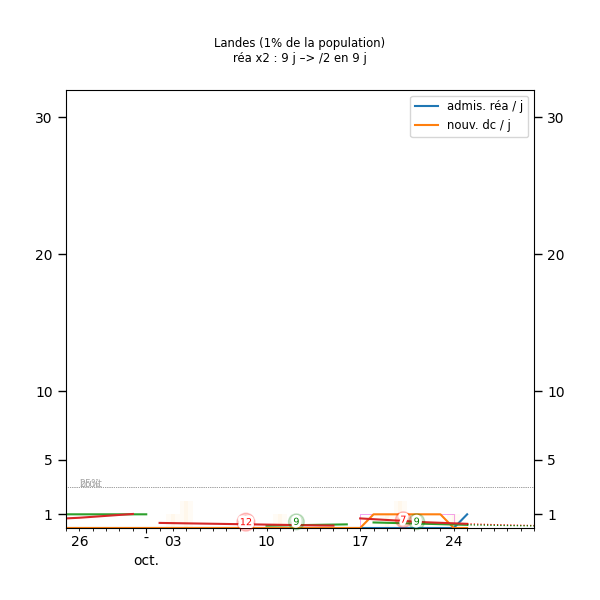 Landes (1% de la population)
réa x2 : 9 j –> /2 en 9 j
admis. réa / j
nouv. dc / j
30 30
20 20
10 10
5 5
1 1
12 9 7 9
26 - 03 10 17 24
oct.